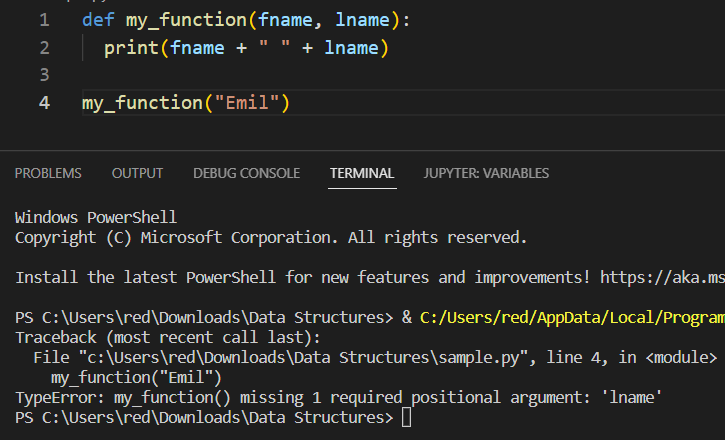 1 def my_function(fname, lname):
2 print(fname + " " + lname)
3
4 my_function("Emil")
PROBLEMS OUTPUT DEBUG CONSOLE TERMINAL JUPYTER: VARIABLES
Windows PowerShell
Copyright (C) Microsoft Corporation. All rights reserved.
Install the latest PowerShell for new features and improvements! https://aka.ms
PS C:\Users\red\Downloads\Data Structures> & C:/Users/red/AppData/Local/Program
Traceback (most recent call last):
File "c:\Users\red\Downloads\Data Structures\sample.py", line 4, in <module>
my_function("Emil")
TypeError: my_function() missing 1 required positional argument: 'lname'
PS C:\Users\red\Downloads\Data Structures>